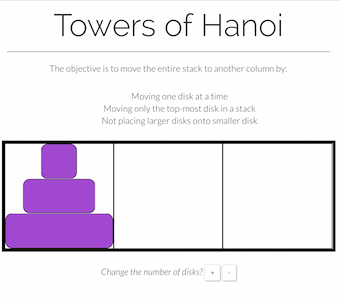 Towers of Hanoi
The objective is to move the entire stack to another column by:
Moving one disk at a time
Moving only the top-most disk in a stack
Not placing larger disks onto smaller disk
Change the number of disks? + -